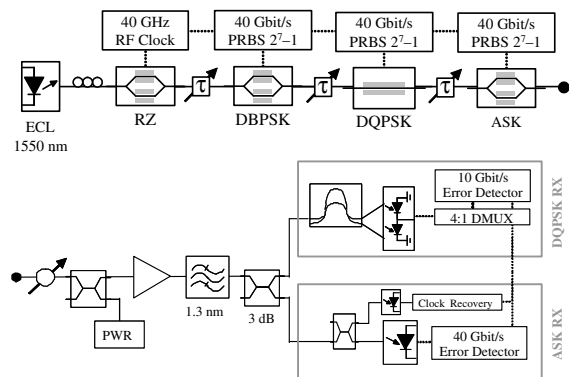 40 GHz
RF Clock
40 Gbit/s
PRBS 2⁷–1
40 Gbit/s
PRBS 2⁷–1
40 Gbit/s
PRBS 2⁷–1
τ
τ
τ
ECL
1550 nm
RZ
DBPSK
DQPSK
ASK
10 Gbit/s
Error Detector
4:1 DMUX
DQPSK RX
PWR
1.3 nm
3 dB
Clock Recovery
40 Gbit/s
Error Detector
ASK RX